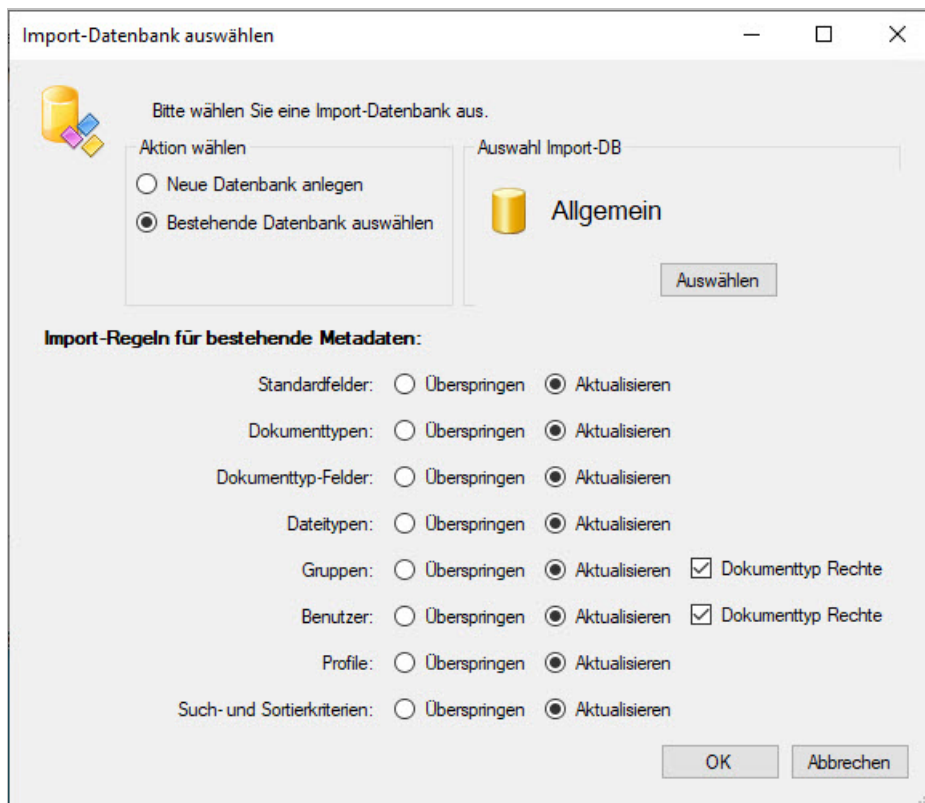 Import-Datenbank auswählen
Bitte wählen Sie eine Import-Datenbank aus.
Aktion wählen
Neue Datenbank anlegen
Bestehende Datenbank auswählen
Auswahl Import-DB
Allgemein
Auswählen
Import-Regeln für bestehende Metadaten:
Standardfelder: Überspringen Aktualisieren
Dokumenttypen: Überspringen Aktualisieren
Dokumenttyp-Felder: Überspringen Aktualisieren
Dateitypen: Überspringen Aktualisieren
Gruppen: Überspringen Aktualisieren Dokumenttyp Rechte
Benutzer: Überspringen Aktualisieren Dokumenttyp Rechte
Profile: Überspringen Aktualisieren
Such- und Sortierkriterien: Überspringen Aktualisieren
OK Abbrechen